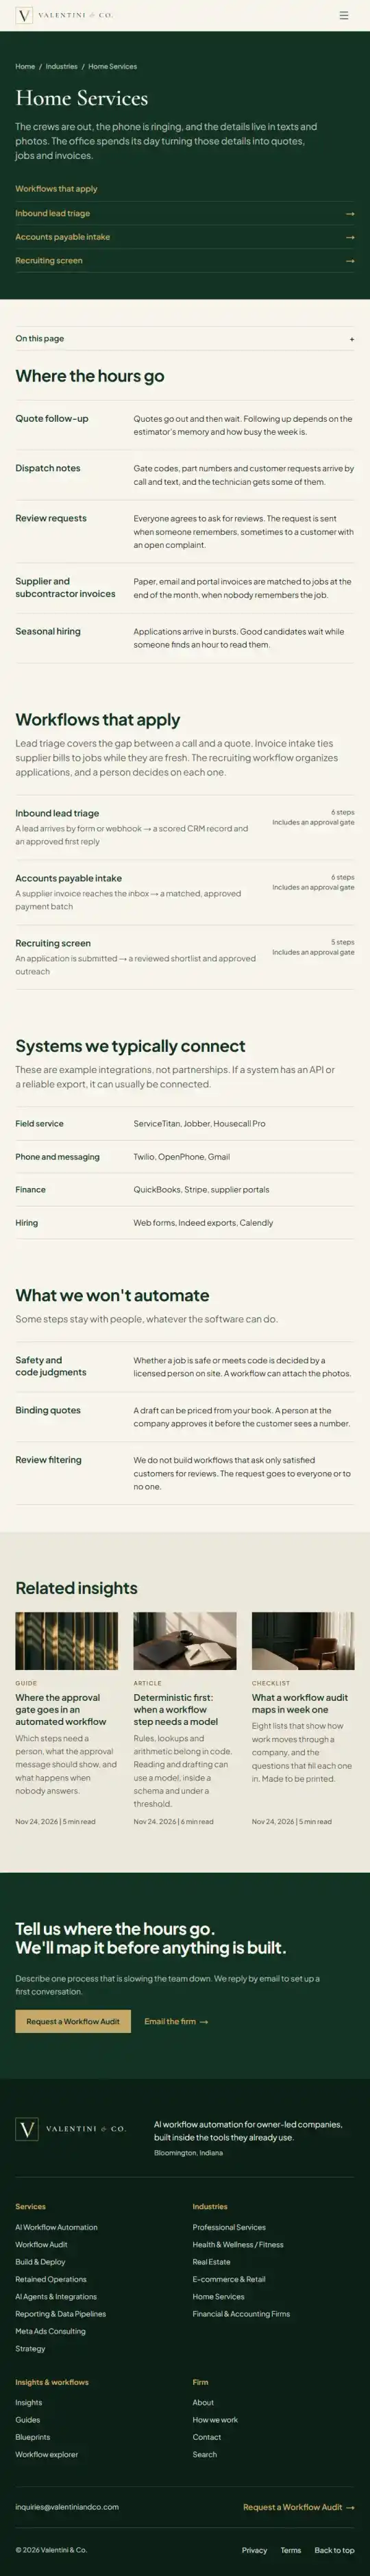 V VALENTINI & CO.
Home / Industries / Home Services
Home Services
The crews are out, the phone is ringing, and the details live in texts and
photos. The office spends its day turning those details into quotes,
jobs and invoices.
Workflows that apply
Inbound lead triage →
Accounts payable intake →
Recruiting screen →
On this page +
Where the hours go
Quote follow-up
Quotes go out and then wait. Following up depends on the
estimator's memory and how busy the week is.
Dispatch notes
Gate codes, part numbers and customer requests arrive by
call and text, and the technician gets some of them.
Review requests
Everyone agrees to ask for reviews. The request is sent
when someone remembers, sometimes to a customer with
an open complaint.
Supplier and
subcontractor invoices
Paper, email and portal invoices are matched to jobs at the
end of the month, when nobody remembers the job.
Seasonal hiring
Applications arrive in bursts. Good candidates wait while
someone finds an hour to read them.
Workflows that apply
Lead triage covers the gap between a call and a quote. Invoice intake ties
supplier bills to jobs while they are fresh. The recruiting workflow organizes
applications, and a person decides on each one.
Inbound lead triage
A lead arrives by form or webhook → a scored CRM record and
an approved first reply
6 steps
Includes an approval gate
Accounts payable intake
A supplier invoice reaches the inbox → a matched, approved
payment batch
6 steps
Includes an approval gate
Recruiting screen
An application is submitted → a reviewed shortlist and approved
outreach
5 steps
Includes an approval gate
Systems we typically connect
These are example integrations, not partnerships. If a system has an API or
a reliable export, it can usually be connected.
Field service ServiceTitan, Jobber, Housecall Pro
Phone and messaging Twilio, OpenPhone, Gmail
Finance QuickBooks, Stripe, supplier portals
Hiring Web forms, Indeed exports, Calendly
What we won't automate
Some steps stay with people, whatever the software can do.
Safety and
code judgments
Whether a job is safe or meets code is decided by a
licensed person on site. A workflow can attach the photos.
Binding quotes
A draft can be priced from your book. A person at the
company approves it before the customer sees a number.
Review filtering
We do not build workflows that ask only satisfied
customers for reviews. The request goes to everyone or to
no one.
Related insights
GUIDE
Where the approval
gate goes in an
automated workflow
Which steps need a
person, what the approval
message should show, and
what happens when
nobody answers.
Nov 24, 2026 | 5 min read
ARTICLE
Deterministic first:
when a workflow
step needs a model
Rules, lookups and
arithmetic belong in code.
Reading and drafting can
use a model, inside a
schema and under a
threshold.
Nov 24, 2026 | 6 min read
CHECKLIST
What a workflow audit
maps in week one
Eight lists that show how
work moves through a
company, and the
questions that fill each one
in. Made to be printed.
Nov 24, 2026 | 5 min read
Tell us where the hours go.
We'll map it before anything is built.
Describe one process that is slowing the team down. We reply by email to set up a
first conversation.
Request a Workflow Audit
Email the firm →
V VALENTINI & CO.
AI workflow automation for owner-led companies,
built inside the tools they already use.
Bloomington, Indiana
Services
AI Workflow Automation
Workflow Audit
Build & Deploy
Retained Operations
AI Agents & Integrations
Reporting & Data Pipelines
Meta Ads Consulting
Strategy
Industries
Professional Services
Health & Wellness / Fitness
Real Estate
E-commerce & Retail
Home Services
Financial & Accounting Firms
Insights & workflows
Insights
Guides
Blueprints
Workflow explorer
Firm
About
How we work
Contact
Search
inquiries@valentiniandco.com
Request a Workflow Audit →
© 2026 Valentini & Co.
Privacy Terms Back to top